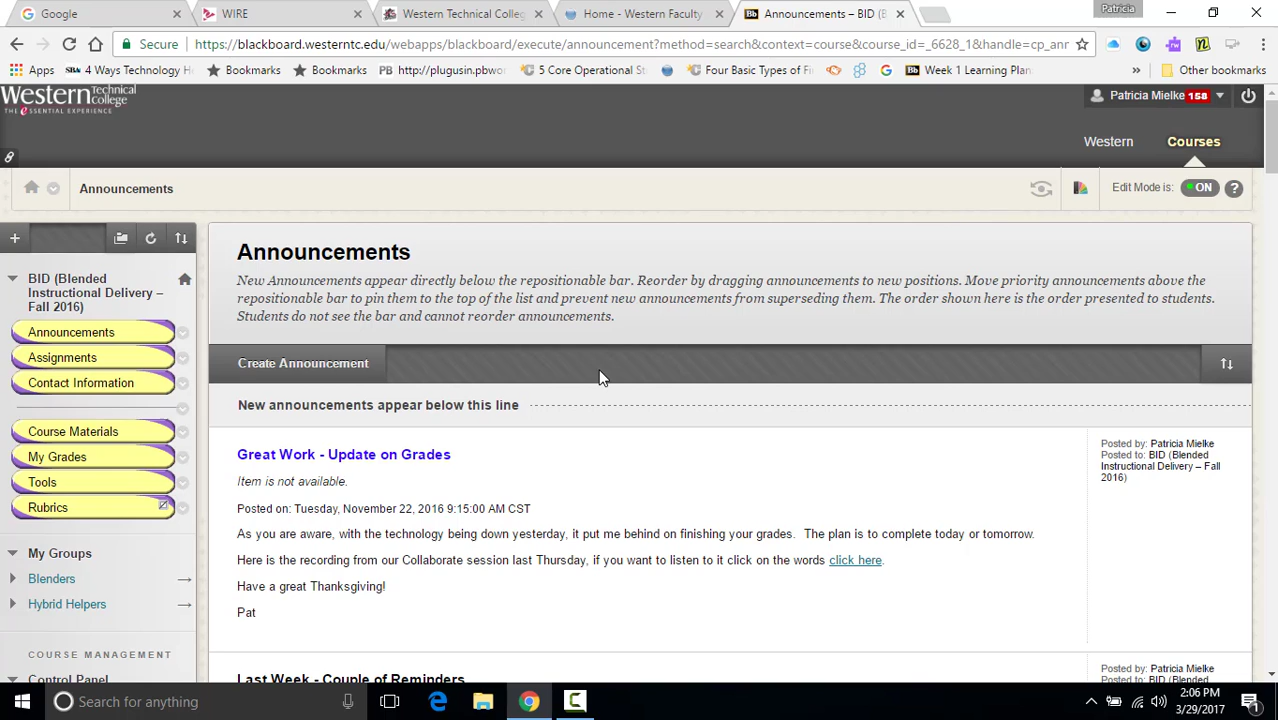 Google
WIRE
Western Technical Colleg
Home - Western Faculty
Bb Announcements – BID (B
Patricia
Secure
https://blackboard.westerntc.edu/webapps/blackboard/execute/announcement?method=search&context=course&course_id=_6628_1&handle=cp_ann
Apps
4 Ways Technology H
Bookmarks
Bookmarks
PB http://plugusin.pbwo
5 Core Operational St
Four Basic Types of Fi
Bb Week 1 Learning Plan
» Other bookmarks
Western Technical College
THE eSSENTIAL EXPERIENCE
Patricia Mielke 158
Western
Courses
Announcements
Edit Mode is: ON ?
Announcements
New Announcements appear directly below the repositionable bar. Reorder by dragging announcements to new positions. Move priority announcements above the
repositionable bar to pin them to the top of the list and prevent new announcements from superseding them. The order shown here is the order presented to students.
Students do not see the bar and cannot reorder announcements.
BID (Blended
Instructional Delivery –
Fall 2016)
Announcements
Assignments
Contact Information
Course Materials
My Grades
Tools
Rubrics
My Groups
Blenders
Hybrid Helpers
COURSE MANAGEMENT
Control Panel
Create Announcement
New announcements appear below this line
Great Work - Update on Grades
Item is not available.
Posted on: Tuesday, November 22, 2016 9:15:00 AM CST
As you are aware, with the technology being down yesterday, it put me behind on finishing your grades. The plan is to complete today or tomorrow.
Here is the recording from our Collaborate session last Thursday, if you want to listen to it click on the words click here.
Have a great Thanksgiving!
Pat
Posted by: Patricia Mielke
Posted to: BID (Blended
Instructional Delivery – Fall
2016)
Last Week - Couple of Reminders
Posted by: Patricia Mielke
Search for anything
2:06 PM
3/29/2017